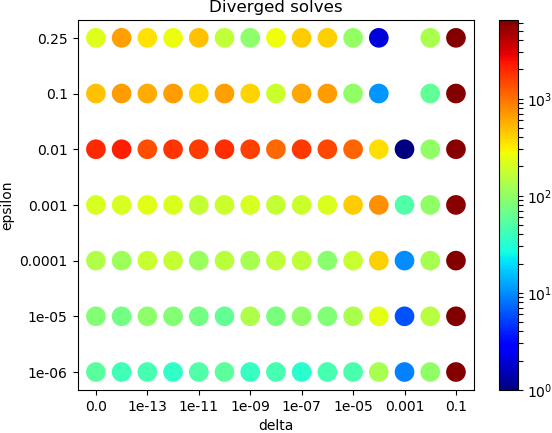 Diverged solves
epsilon
0.25
0.1
0.01
0.001
0.0001
1e-05
1e-06
0.0 1e-13 1e-11 1e-09 1e-07 1e-05 0.001 0.1
delta
10³
10²
10¹
10⁰